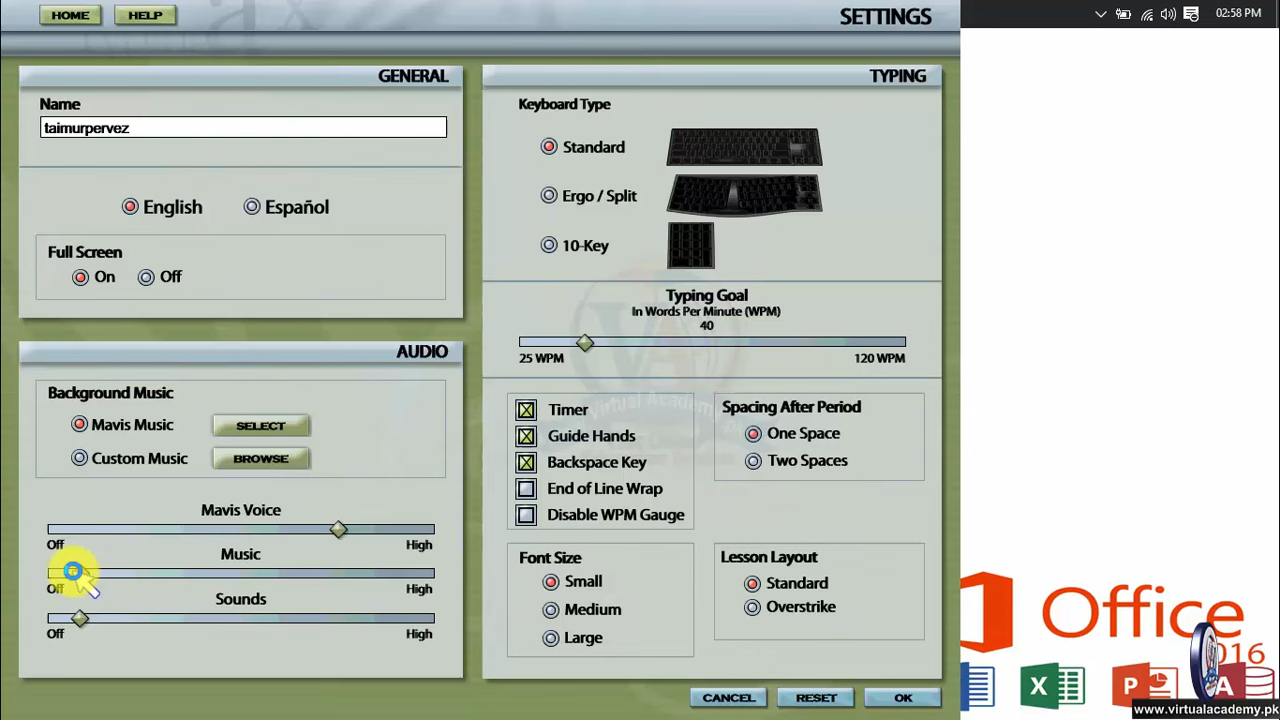 HOME
HELP
SETTINGS
02:58 PM
GENERAL
Name
taimurpervez
English
Español
Full Screen
On
Off
AUDIO
Background Music
Mavis Music
SELECT
Custom Music
BROWSE
Mavis Voice
Off
High
Music
Off
High
Sounds
Off
High
TYPING
Keyboard Type
Standard
Ergo / Split
10-Key
Typing Goal
In Words Per Minute (WPM)
40
25 WPM
120 WPM
Timer
Guide Hands
Backspace Key
End of Line Wrap
Disable WPM Gauge
Spacing After Period
One Space
Two Spaces
Font Size
Small
Medium
Large
Lesson Layout
Standard
Overstrike
CANCEL
RESET
OK
Virtual Academy
Office
2016
X
P
A
www.virtualacademy.pk